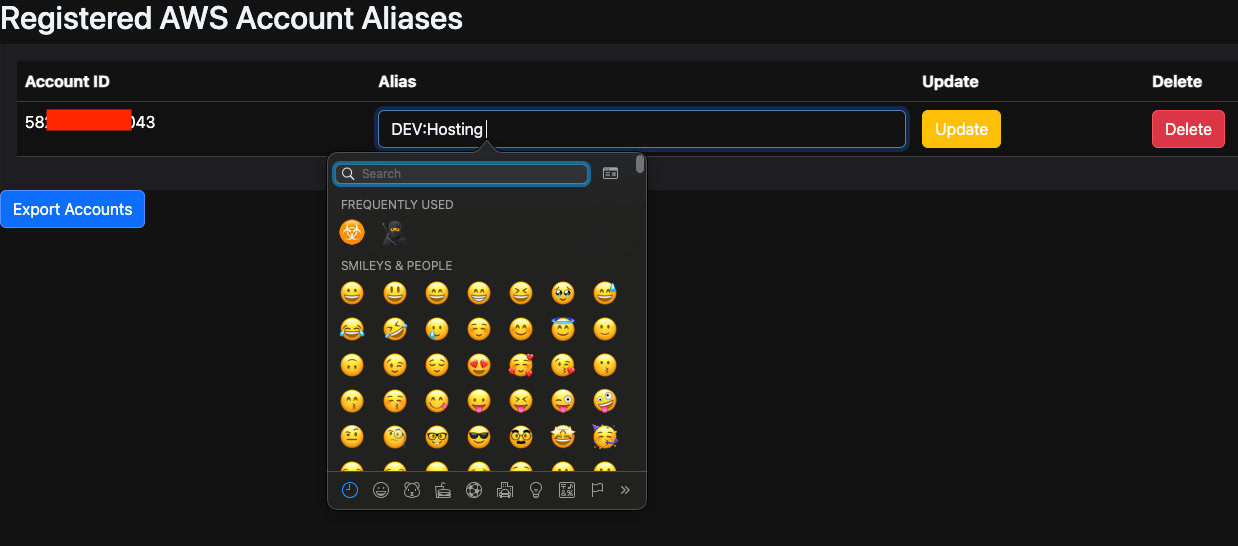 Registered AWS Account Aliases
Account ID Alias Update Delete
58 043 DEV:Hosting Update Delete
Search
FREQUENTLY USED
Export Accounts
SMILEYS & PEOPLE